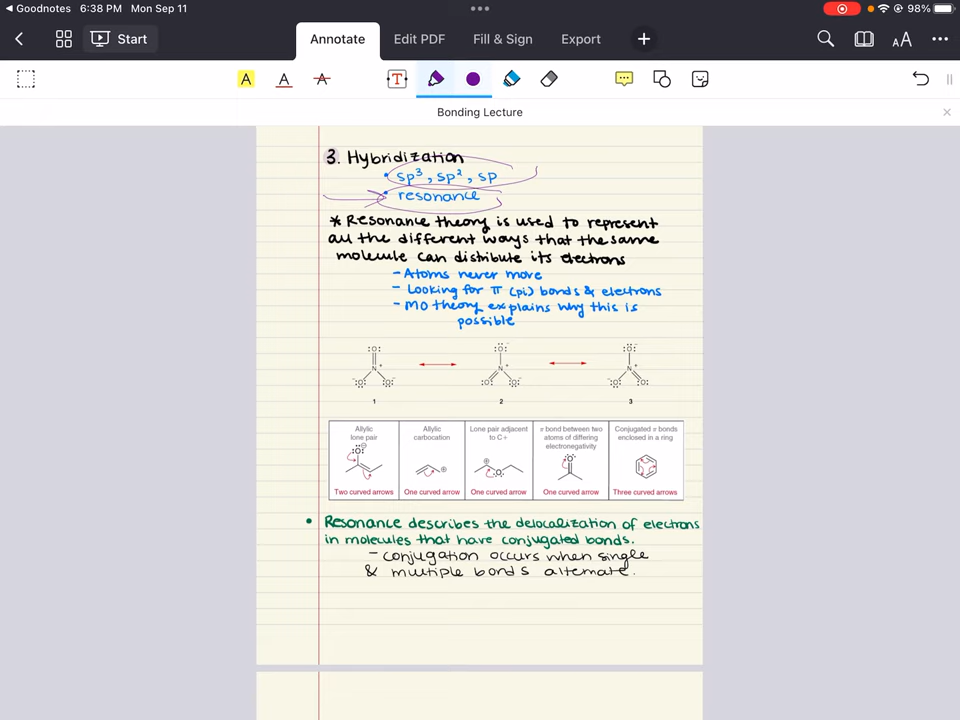 Goodnotes 6:38 PM Mon Sep 11 98%
Start Annotate Edit PDF Fill & Sign Export
A A A T
Bonding Lecture
3. Hybridization
• sp³, sp², sp
• resonance
* Resonance theory is used to represent
all the different ways that the same
molecule can distribute its electrons
- Atoms never move
- Looking for π (pi) bonds & electrons
- MO theory explains why this is
possible
1 2 3
Allylic lone pair
Two curved arrows
Allylic carbocation
One curved arrow
Lone pair adjacent to C+
One curved arrow
π bond between two atoms of differing electronegativity
One curved arrow
Conjugated π bonds enclosed in a ring
Three curved arrows
• Resonance describes the delocalization of electrons
in molecules that have conjugated bonds.
- conjugation occurs when single
& multiple bonds alternate.